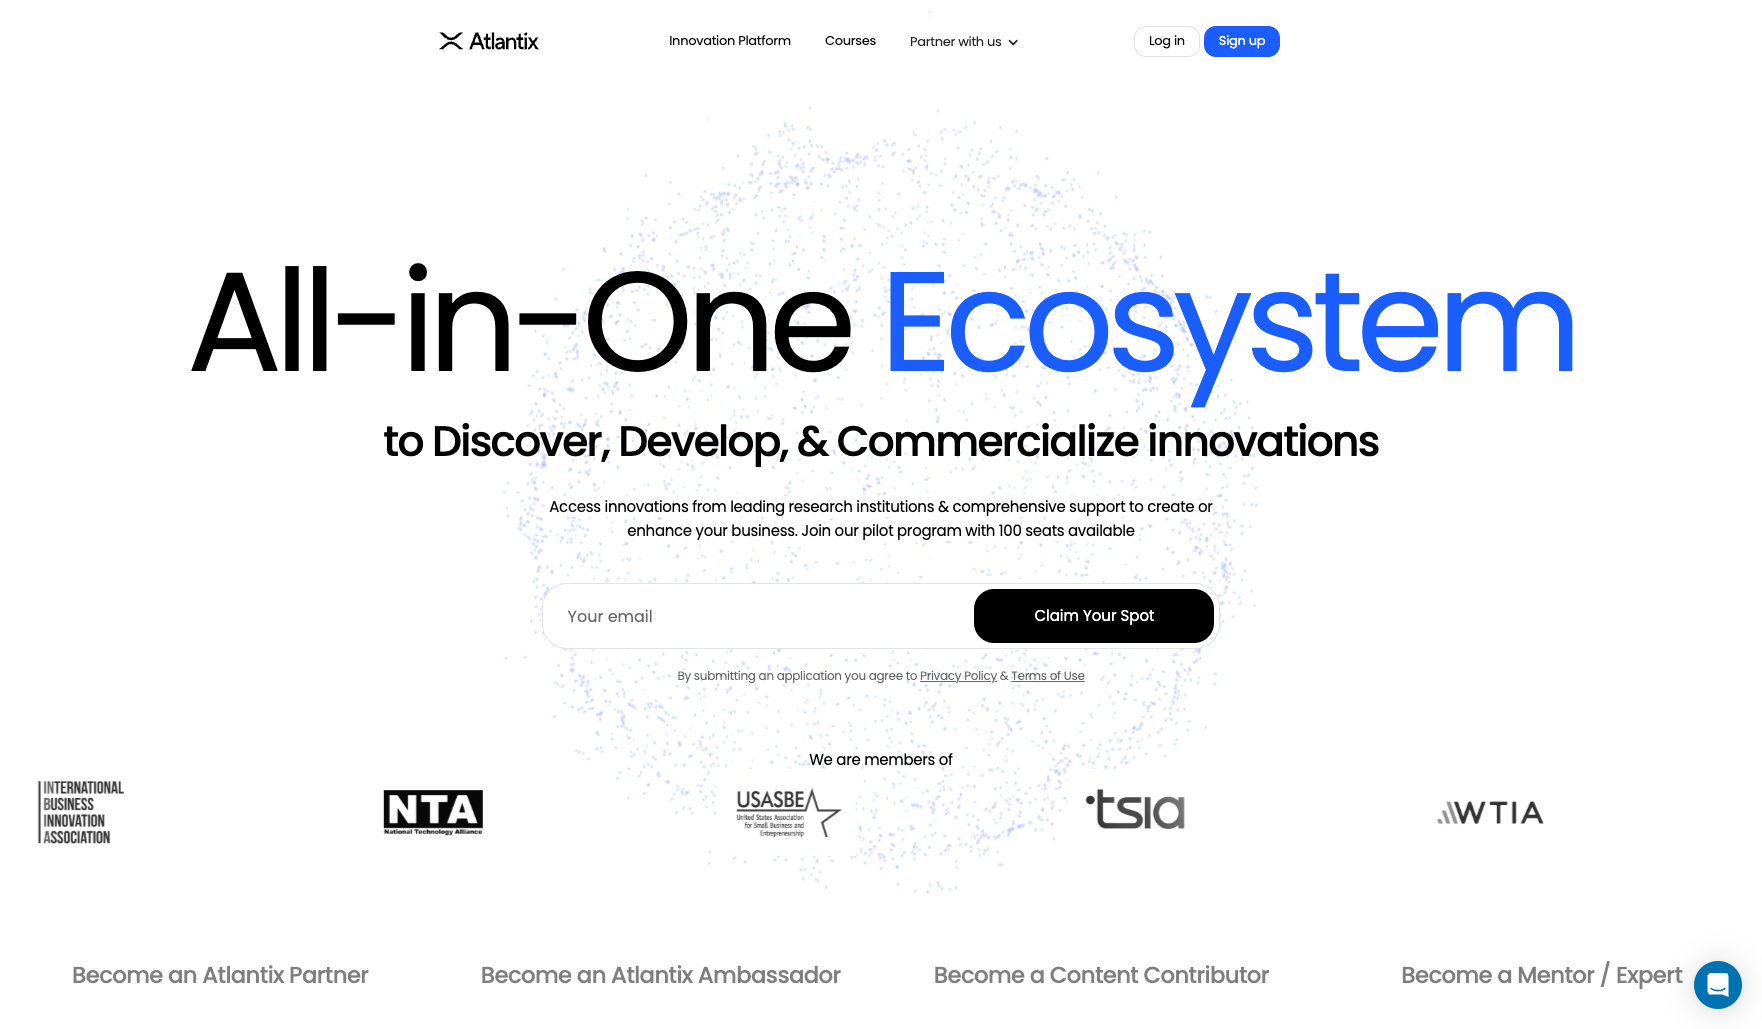 Atlantix
Innovation Platform
Courses
Partner with us
Log in
Sign up
All-in-One Ecosystem
to Discover, Develop, & Commercialize innovations
Access innovations from leading research institutions & comprehensive support to create or
enhance your business. Join our pilot program with 100 seats available
Your email
Claim Your Spot
By submitting an application you agree to Privacy Policy & Terms of Use
We are members of
INTERNATIONAL
BUSINESS
INNOVATION
ASSOCIATION
NTA
National Technology Alliance
USASBE
United States Association
for Small Business and
Entrepreneurship
tsia
WTIA
Become an Atlantix Partner
Become an Atlantix Ambassador
Become a Content Contributor
Become a Mentor / Expert